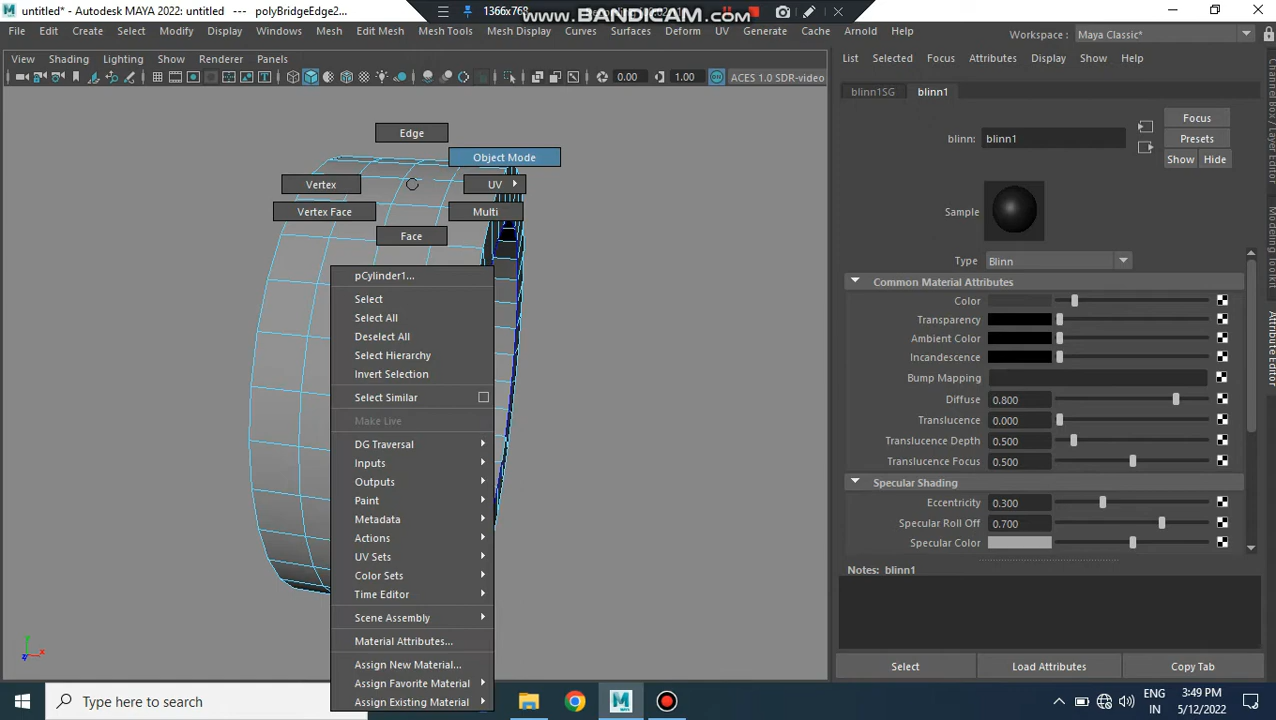 untitled* - Autodesk MAYA 2022: untitled --- polyBridgeEdge2...
1366x768
www.BANDICAM.com
File Edit Create Select Modify Display Windows Mesh Edit Mesh Mesh Tools Mesh Display Curves Surfaces Deform UV Generate Cache Arnold Help
Workspace : Maya Classic*
View Shading Lighting Show Renderer Panels
List Selected Focus Attributes Display Show Help
0.00 1.00 ACES 1.0 SDR-video
blinn1SG blinn1
Edge
Object Mode
Vertex UV
Vertex Face Multi
Face
pCylinder1...
Select
Select All
Deselect All
Select Hierarchy
Invert Selection
Select Similar
Make Live
DG Traversal
Inputs
Outputs
Paint
Metadata
Actions
UV Sets
Color Sets
Time Editor
Scene Assembly
Material Attributes...
Assign New Material...
Assign Favorite Material
Assign Existing Material
Focus
blinn: blinn1 Presets
Show Hide
Sample
Type Blinn
Common Material Attributes
Color
Transparency
Ambient Color
Incandescence
Bump Mapping
Diffuse 0.800
Translucence 0.000
Translucence Depth 0.500
Translucence Focus 0.500
Specular Shading
Eccentricity 0.300
Specular Roll Off 0.700
Specular Color
Notes: blinn1
Select Load Attributes Copy Tab
Channel Box / Layer Editor
Modeling Toolkit
Attribute Editor
y
x
z
Type here to search
ENG
IN
3:49 PM
5/12/2022